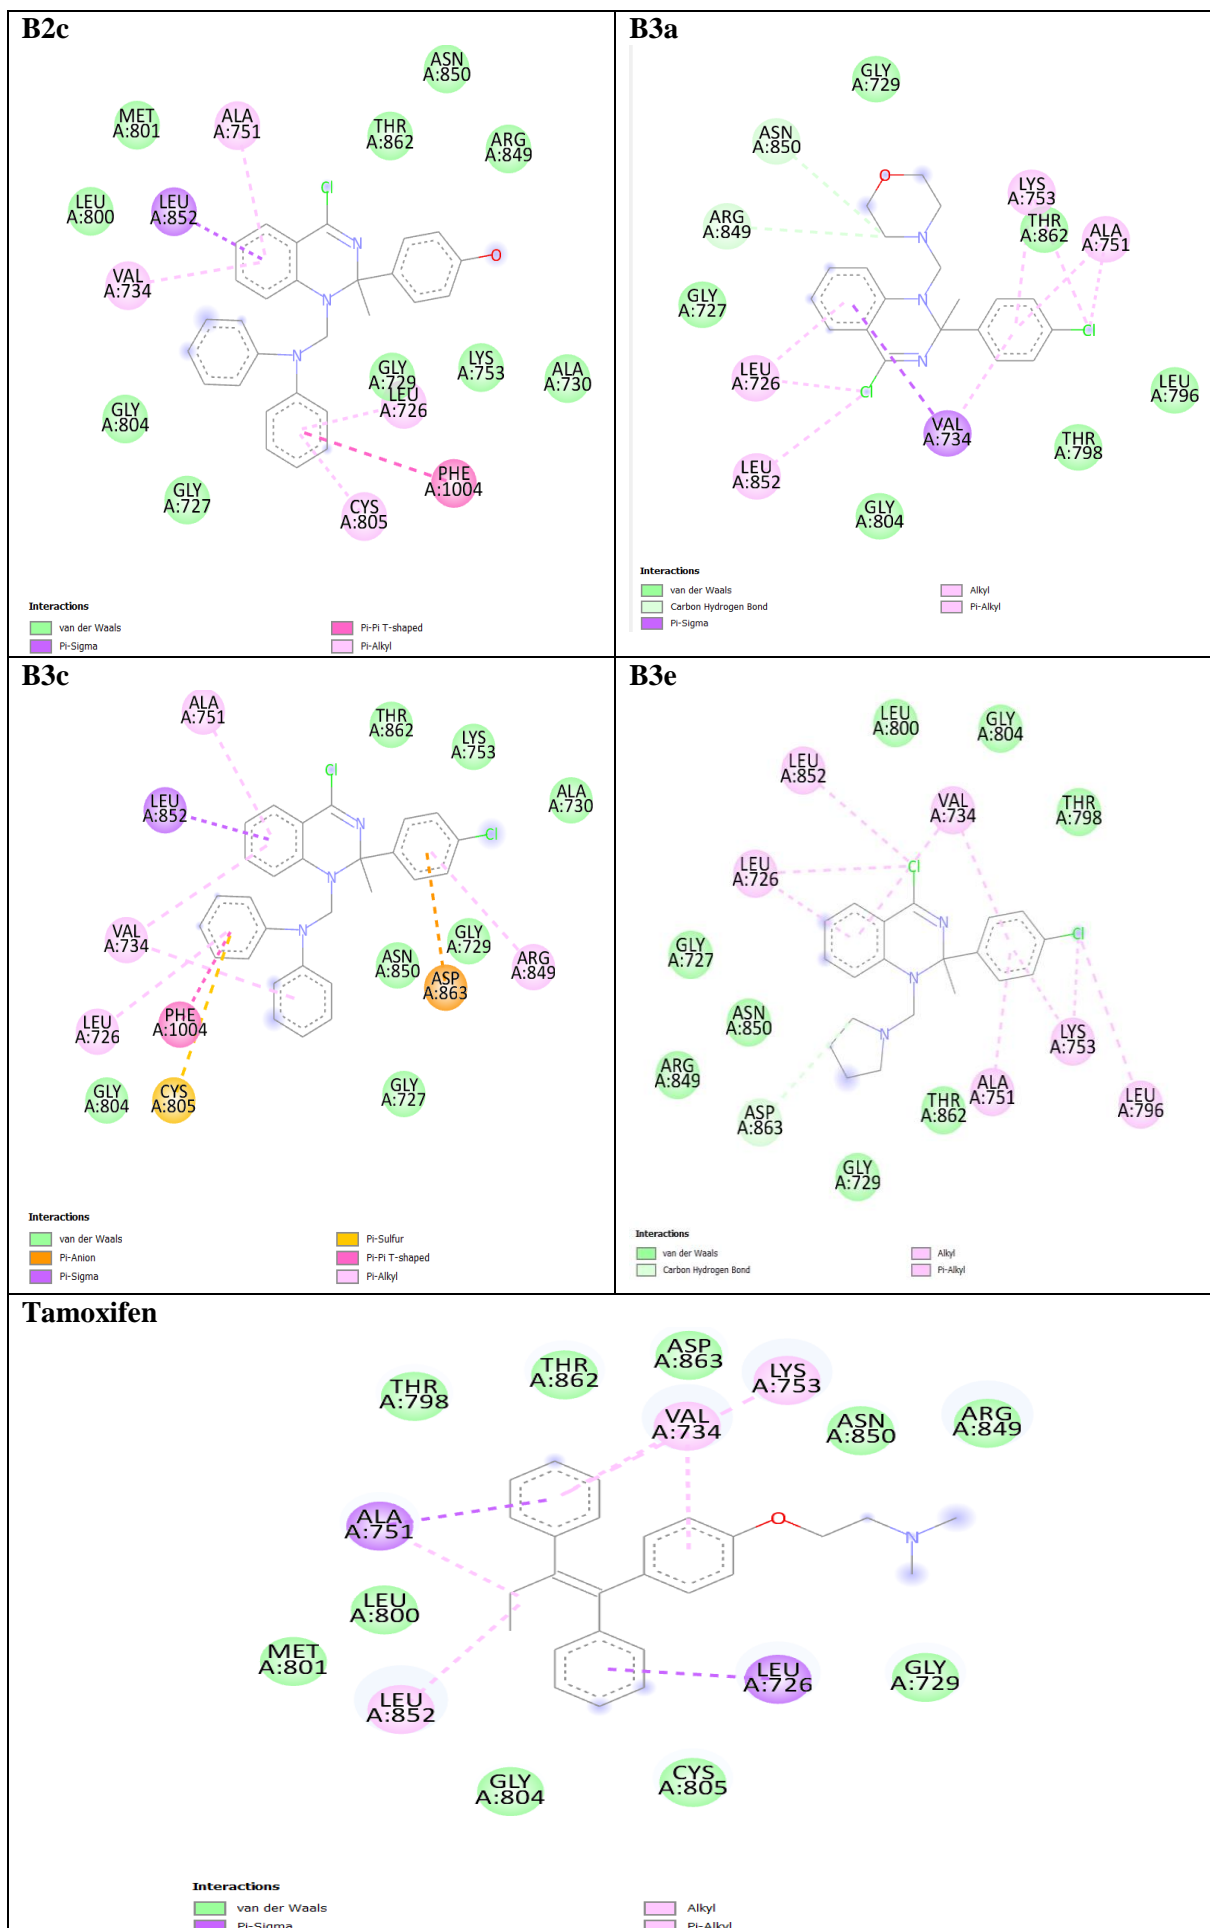 B2c
ASN
A:850
MET
A:801
ALA
A:751
THR
A:862
ARG
A:849
Cl
LEU
A:800
LEU
A:852
N
O
VAL
A:734
N
N
GLY
A:729
LYS
A:753
ALA
A:730
LEU
A:726
GLY
A:804
PHE
A:1004
GLY
A:727
CYS
A:805
Interactions
van der Waals
Pi-Sigma
Pi-Pi T-shaped
Pi-Alkyl
B3a
GLY
A:729
ASN
A:850
O
LYS
A:753
ARG
A:849
THR
A:862
ALA
A:751
N
GLY
A:727
N
Cl
N
LEU
A:726
Cl
LEU
A:796
VAL
A:734
THR
A:798
LEU
A:852
GLY
A:804
Interactions
van der Waals
Carbon Hydrogen Bond
Pi-Sigma
Alkyl
Pi-Alkyl
B3c
ALA
A:751
THR
A:862
LYS
A:753
Cl
LEU
A:852
ALA
A:730
N
Cl
N
VAL
A:734
N
ASN
A:850
GLY
A:729
ARG
A:849
ASP
A:863
LEU
A:726
PHE
A:1004
GLY
A:804
CYS
A:805
GLY
A:727
Interactions
van der Waals
Pi-Anion
Pi-Sigma
Pi-Sulfur
Pi-Pi T-shaped
Pi-Alkyl
B3e
LEU
A:800
GLY
A:804
LEU
A:852
VAL
A:734
THR
A:798
LEU
A:726
Cl
N
Cl
GLY
A:727
N
ASN
A:850
N
LYS
A:753
ARG
A:849
ASP
A:863
THR
A:862
ALA
A:751
LEU
A:796
GLY
A:729
Interactions
van der Waals
Carbon Hydrogen Bond
Alkyl
Pi-Alkyl
Tamoxifen
THR
A:798
THR
A:862
ASP
A:863
LYS
A:753
VAL
A:734
ASN
A:850
ARG
A:849
ALA
A:751
O
N
LEU
A:800
MET
A:801
LEU
A:852
LEU
A:726
GLY
A:729
GLY
A:804
CYS
A:805
Interactions
van der Waals
Pi-Sigma
Alkyl
Pi-Alkyl